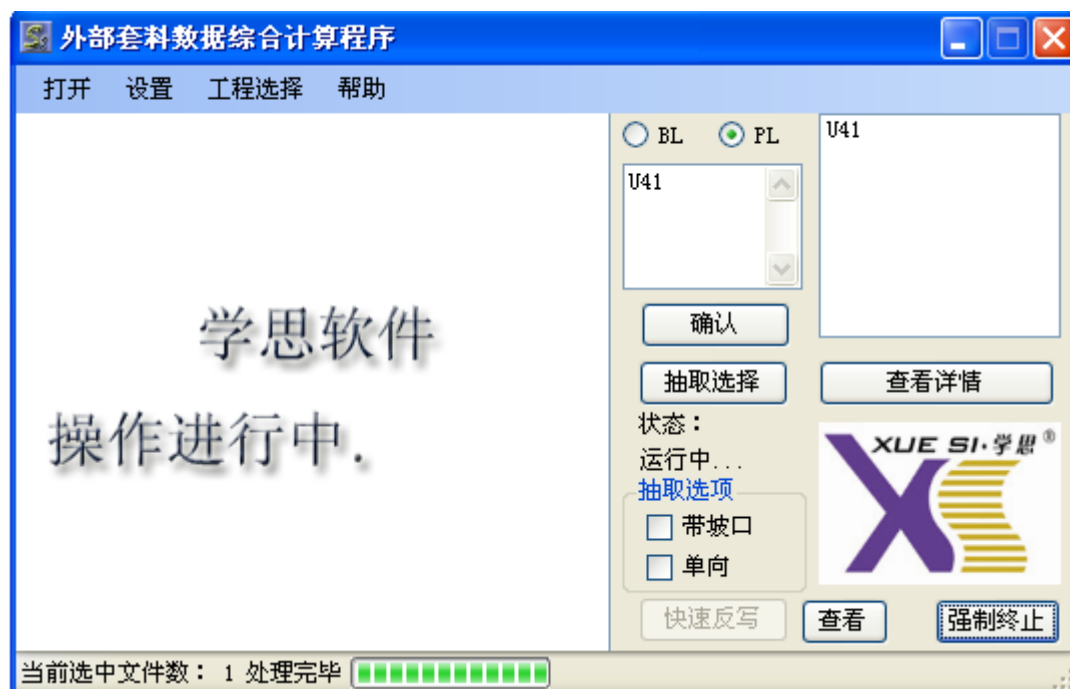 外部套料数据综合计算程序
打开 设置 工程选择 帮助
学思软件
操作进行中.
BL PL
U41
U41
确认
抽取选择
查看详情
状态：
运行中...
抽取选项
带坡口
单向
XUE SI·学思®
XS
快速反写 查看 强制终止
当前选中文件数： 1 处理完毕